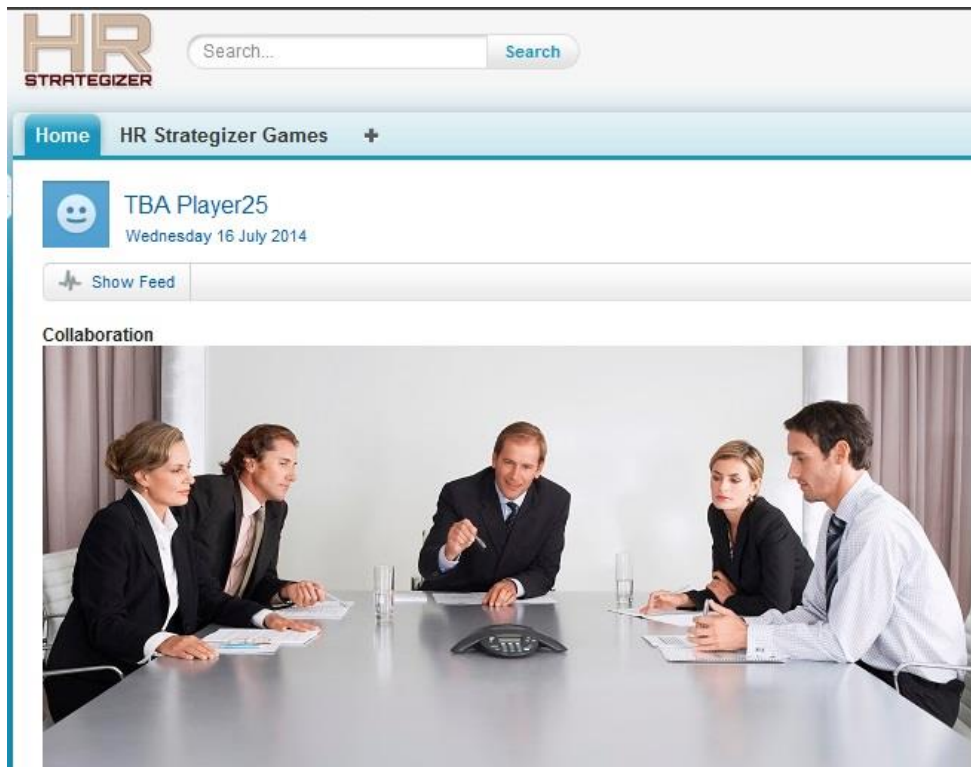 HR
STRATEGIZER
Search...
Search
Home
HR Strategizer Games
+
TBA Player25
Wednesday 16 July 2014
Show Feed
Collaboration